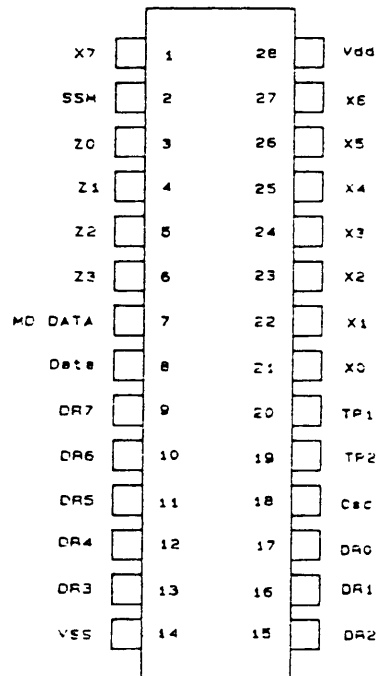 X7 1 28 Vdd
SSM 2 27 X6
Z0 3 26 X5
Z1 4 25 X4
Z2 5 24 X3
Z3 6 23 X2
MD DATA 7 22 X1
Data 8 21 X0
DR7 9 20 TP1
DR6 10 19 TP2
DR5 11 18 Osc
DR4 12 17 DR0
DR3 13 16 DR1
VSS 14 15 DR2